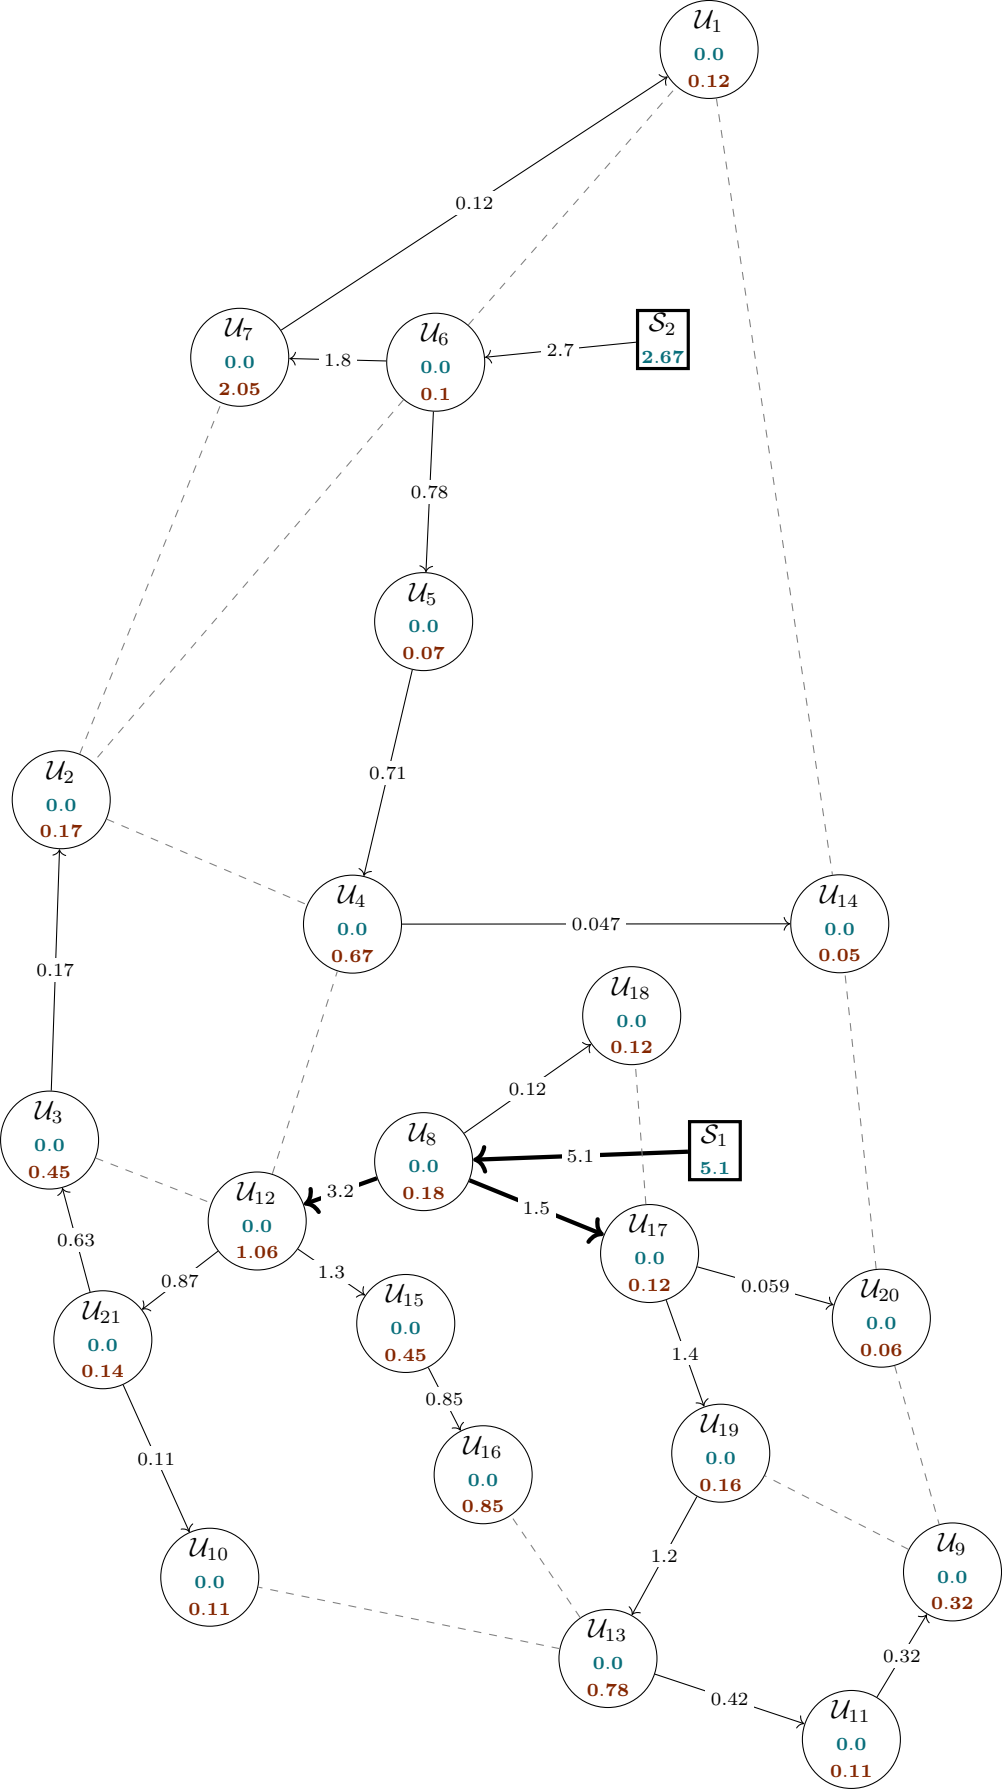 𝒰₁
0.0
0.12
0.12
𝒰₇
0.0
2.05
1.8
𝒰₆
0.0
0.1
2.7
𝒮₂
2.67
0.78
𝒰₅
0.0
0.07
0.71
𝒰₂
0.0
0.17
𝒰₄
0.0
0.67
0.047
𝒰₁₄
0.0
0.05
0.17
𝒰₁₈
0.0
0.12
0.12
𝒰₃
0.0
0.45
𝒰₈
0.0
0.18
5.1
𝒮₁
5.1
𝒰₁₂
0.0
1.06
3.2
1.5
𝒰₁₇
0.0
0.12
0.63
0.87
1.3
0.059
𝒰₂₁
0.0
0.14
𝒰₁₅
0.0
0.45
𝒰₂₀
0.0
0.06
1.4
0.85
0.11
𝒰₁₆
0.0
0.85
𝒰₁₉
0.0
0.16
1.2
𝒰₁₀
0.0
0.11
𝒰₉
0.0
0.32
𝒰₁₃
0.0
0.78
0.42
0.32
𝒰₁₁
0.0
0.11